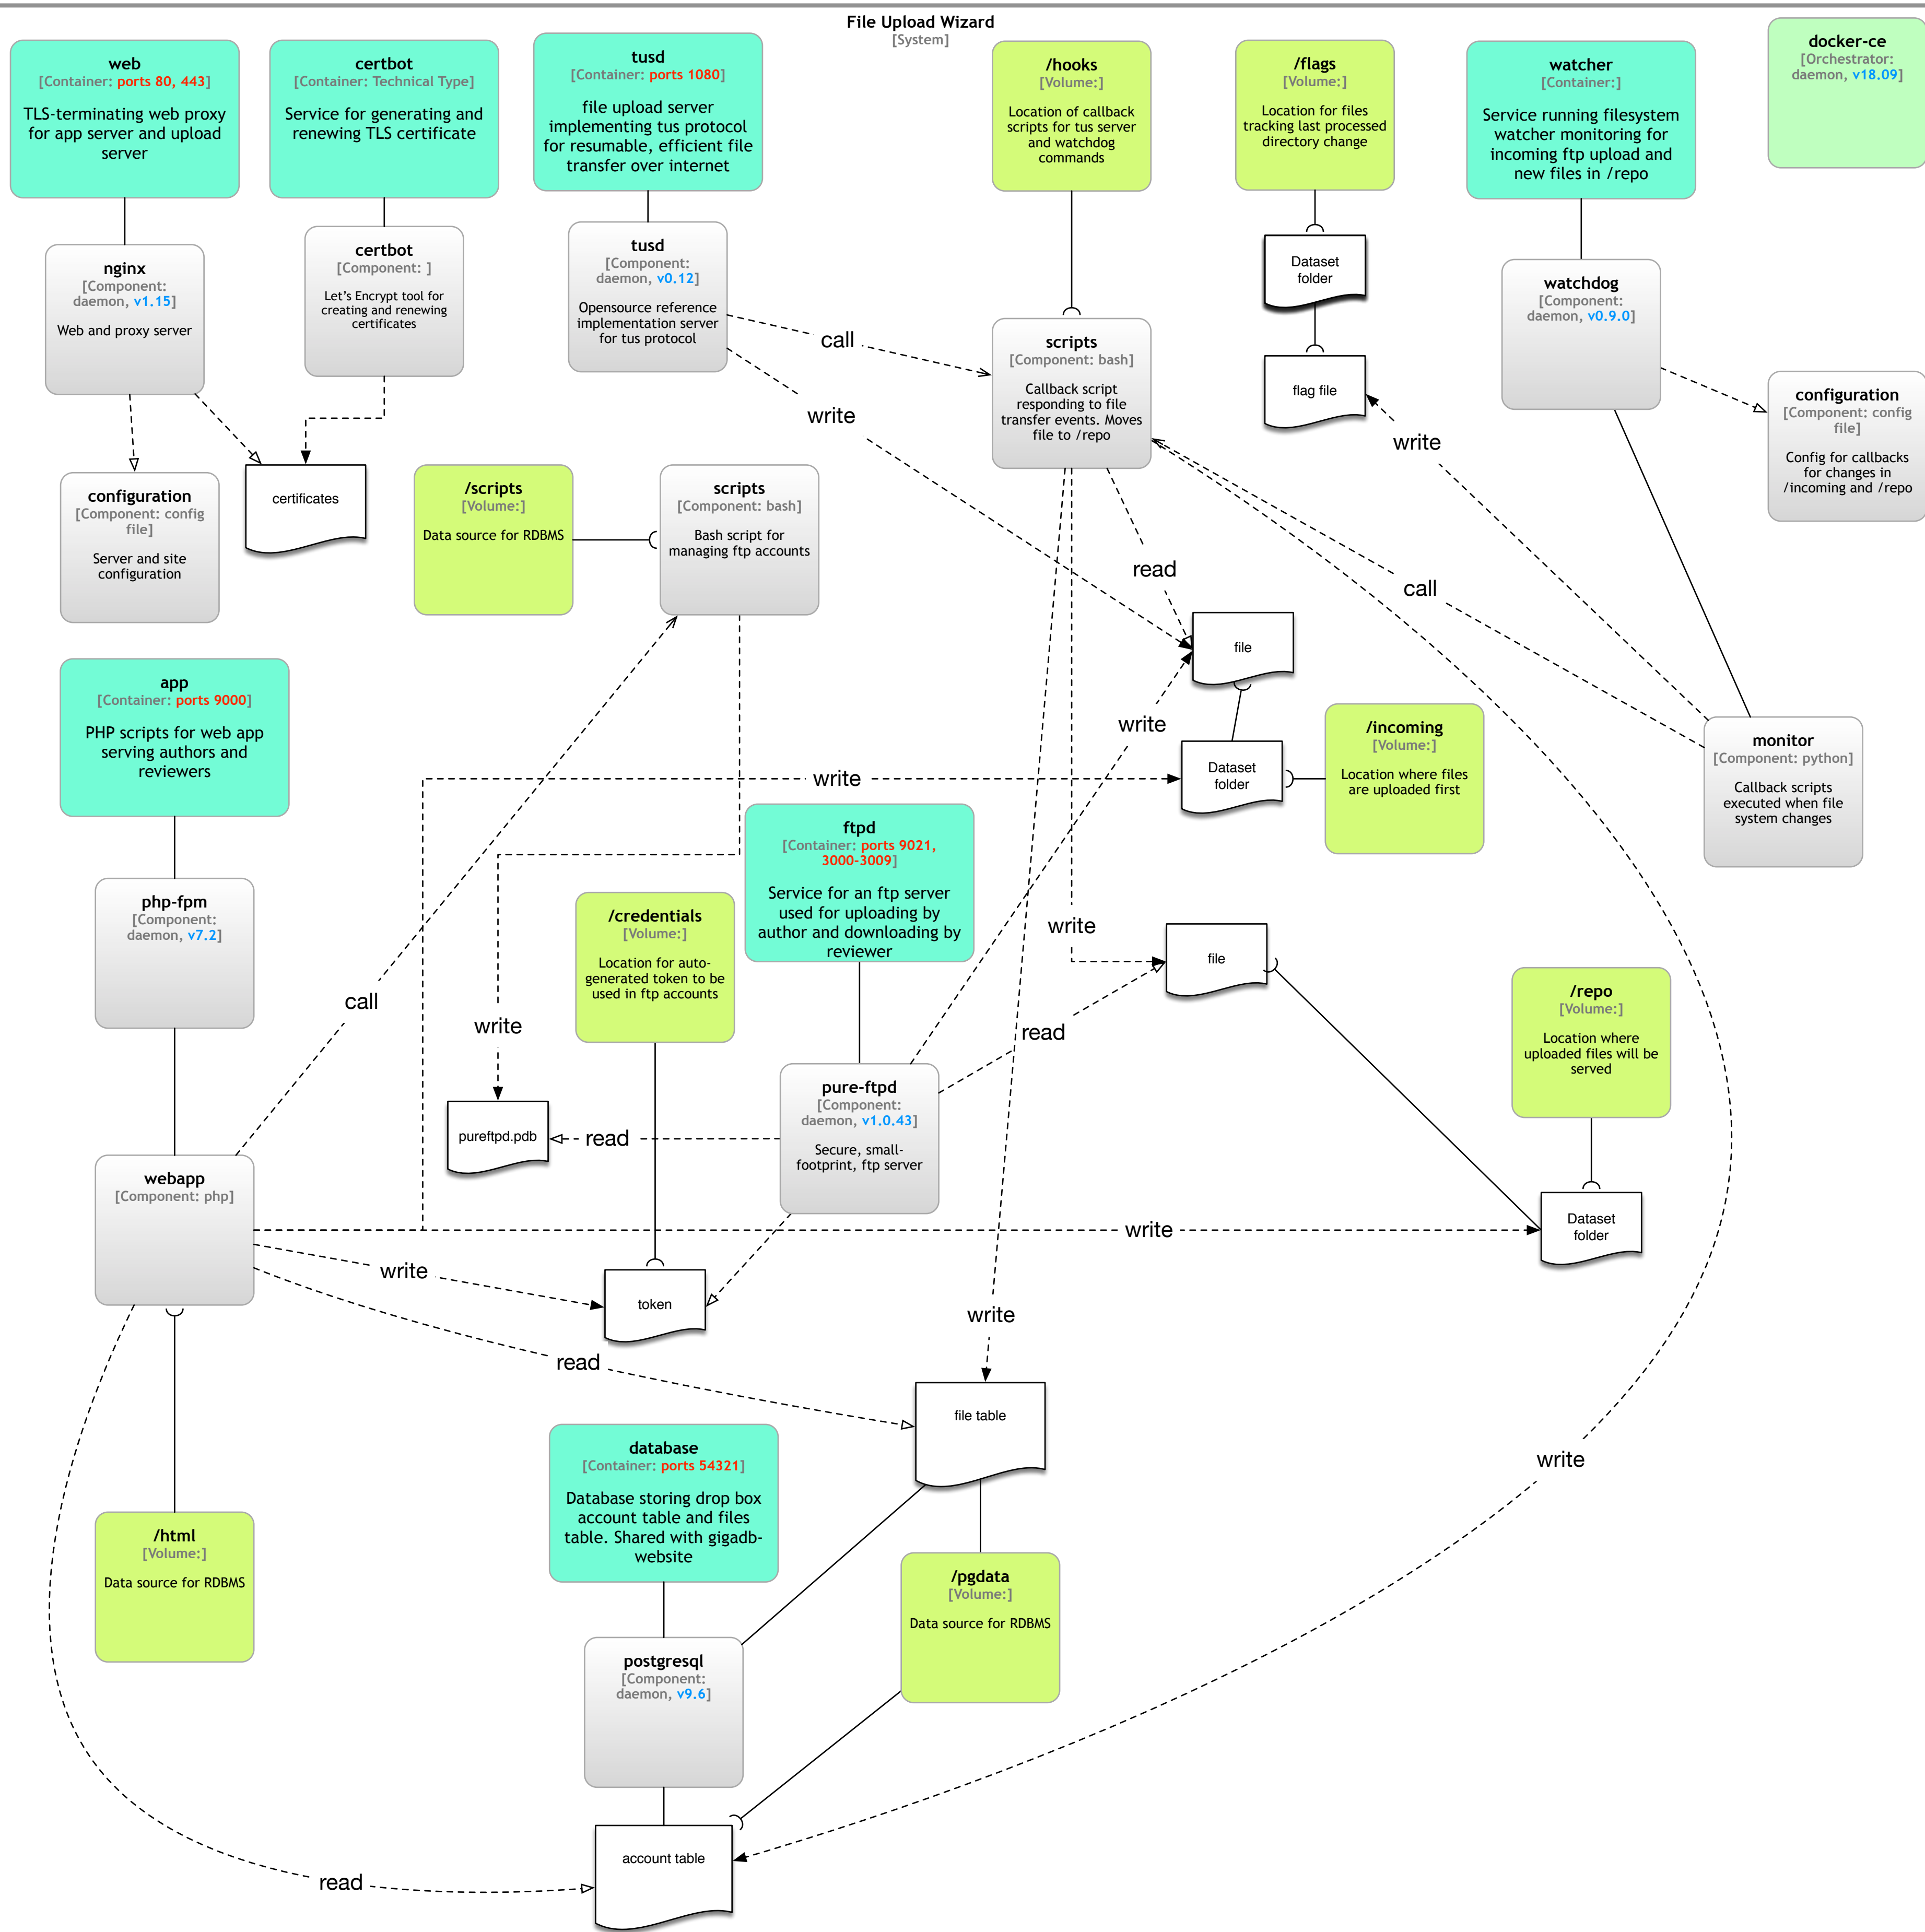 File Upload Wizard
[System]
web
[Container: ports 80, 443]
TLS-terminating web proxy
for app server and upload
server
certbot
[Container: Technical Type]
Service for generating and
renewing TLS certificate
tusd
[Container: ports 1080]
file upload server
implementing tus protocol
for resumable, efficient file
transfer over internet
/hooks
[Volume:]
Location of callback
scripts for tus server
and watchdog
commands
/flags
[Volume:]
Location for files
tracking last processed
directory change
watcher
[Container:]
Service running filesystem
watcher monitoring for
incoming ftp upload and
new files in /repo
docker-ce
[Orchestrator:
daemon, v18.09]
nginx
[Component:
daemon, v1.15]
Web and proxy server
certbot
[Component: ]
Let's Encrypt tool for
creating and renewing
certificates
tusd
[Component:
daemon, v0.12]
Opensource reference
implementation server
for tus protocol
call
write
scripts
[Component: bash]
Callback script
responding to file
transfer events. Moves
file to /repo
Dataset
folder
flag file
write
watchdog
[Component:
daemon, v0.9.0]
configuration
[Component: config
file]
Config for callbacks
for changes in
/incoming and /repo
configuration
[Component: config
file]
Server and site
configuration
certificates
/scripts
[Volume:]
Data source for RDBMS
scripts
[Component: bash]
Bash script for
managing ftp accounts
read
call
file
app
[Container: ports 9000]
PHP scripts for web app
serving authors and
reviewers
write
write
Dataset
folder
/incoming
[Volume:]
Location where files
are uploaded first
monitor
[Component: python]
Callback scripts
executed when file
system changes
ftpd
[Container: ports 9021,
3000-3009]
Service for an ftp server
used for uploading by
author and downloading by
reviewer
php-fpm
[Component:
daemon, v7.2]
/credentials
[Volume:]
Location for auto-
generated token to be
used in ftp accounts
call
write
write
file
read
/repo
[Volume:]
Location where
uploaded files will be
served
pureftpd.pdb
read
pure-ftpd
[Component:
daemon, v1.0.43]
Secure, small-
footprint, ftp server
webapp
[Component: php]
write
Dataset
folder
write
token
write
read
file table
database
[Container: ports 54321]
Database storing drop box
account table and files
table. Shared with gigadb-
website
write
/html
[Volume:]
Data source for RDBMS
/pgdata
[Volume:]
Data source for RDBMS
postgresql
[Component:
daemon, v9.6]
account table
read